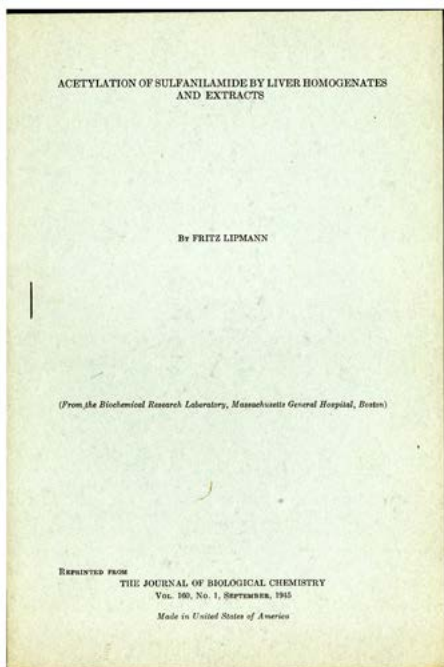 ACETYLATION OF SULFANILAMIDE BY LIVER HOMOGENATES
AND EXTRACTS
By FRITZ LIPMANN
(From the Biochemical Research Laboratory, Massachusetts General Hospital, Boston)
Reprinted from
THE JOURNAL OF BIOLOGICAL CHEMISTRY
Vol. 160, No. 1, September, 1945
Made in United States of America